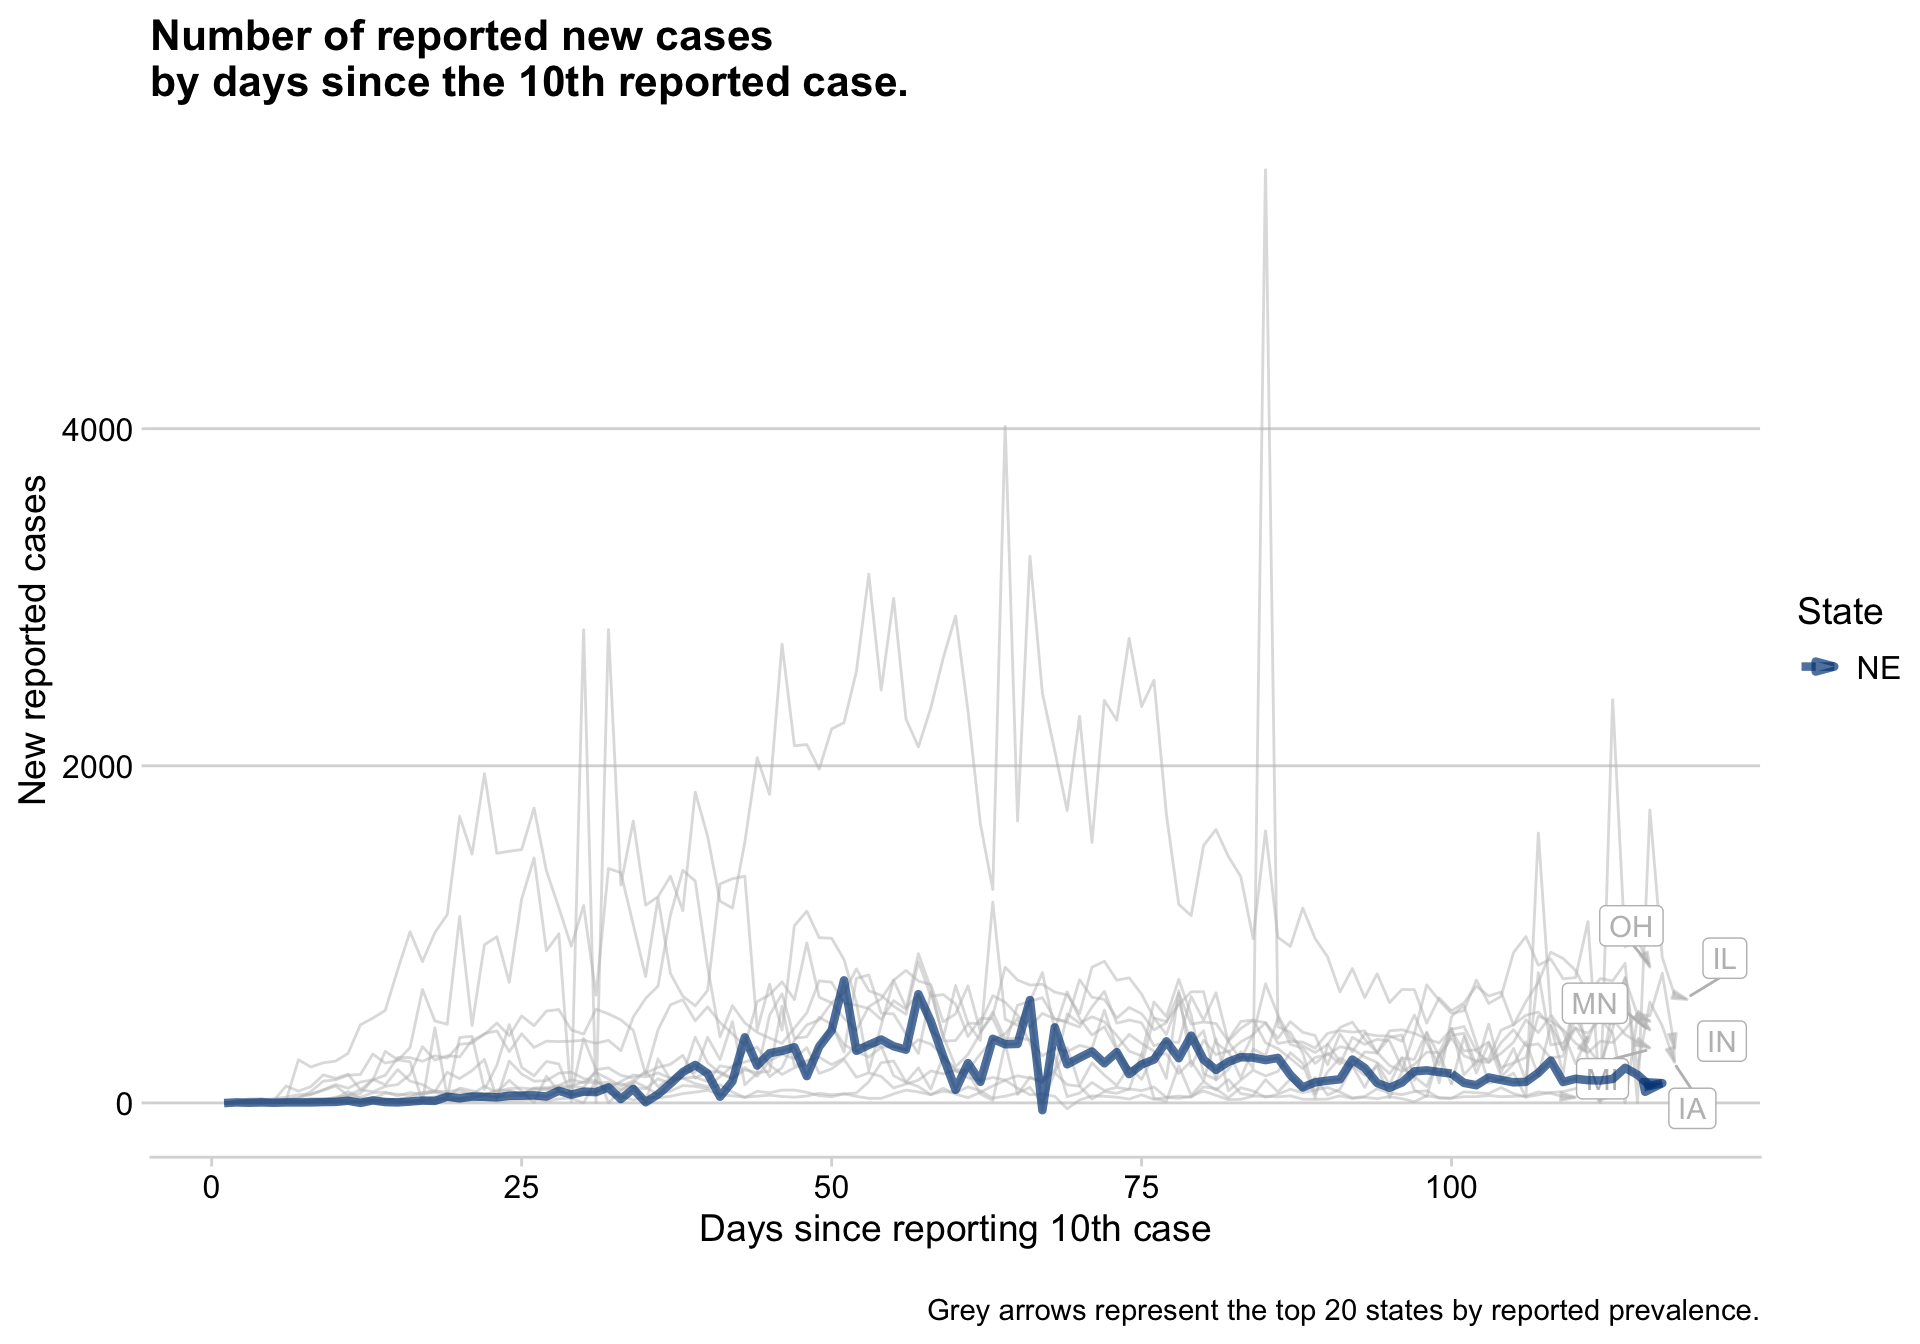 Number of reported new cases
by days since the 10th reported case.
New reported cases
4000
2000
0
OH
IL
MN
IN
MI
IA
0
25
50
75
100
Days since reporting 10th case
State
NE
Grey arrows represent the top 20 states by reported prevalence.